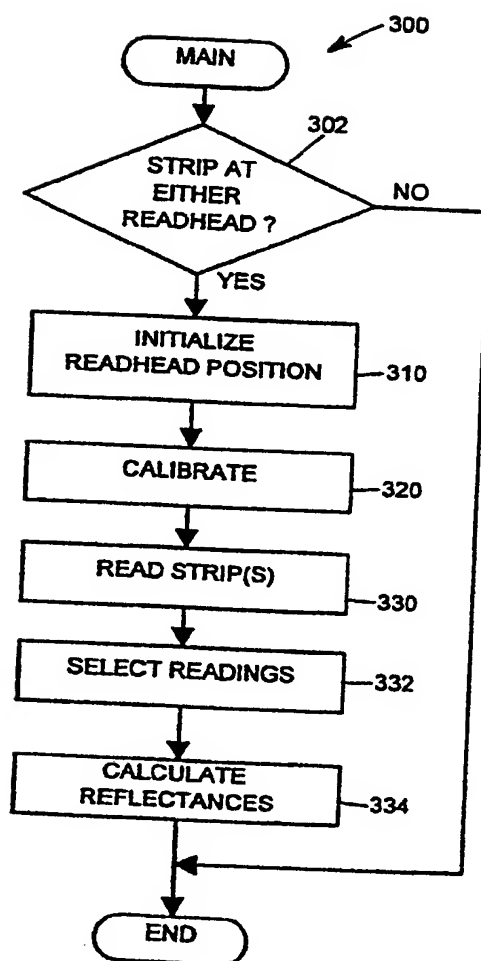 300
MAIN
302
STRIP AT
EITHER
READHEAD ?
NO
YES
INITIALIZE
READHEAD POSITION
310
CALIBRATE
320
READ STRIP(S)
330
SELECT READINGS
332
CALCULATE
REFLECTANCES
334
END